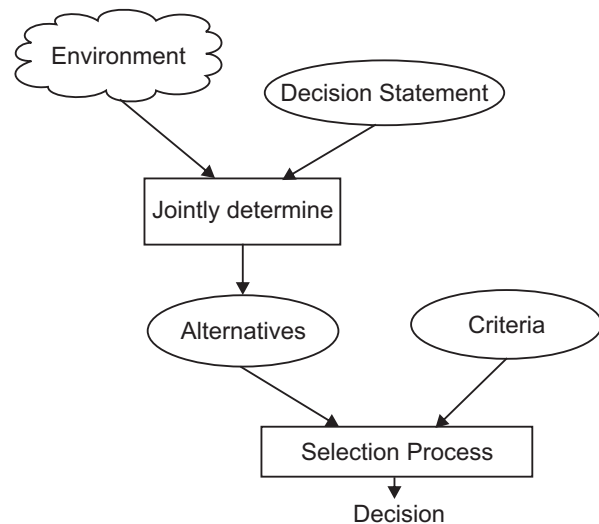 Environment
Decision Statement
Jointly determine
Alternatives
Criteria
Selection Process
Decision